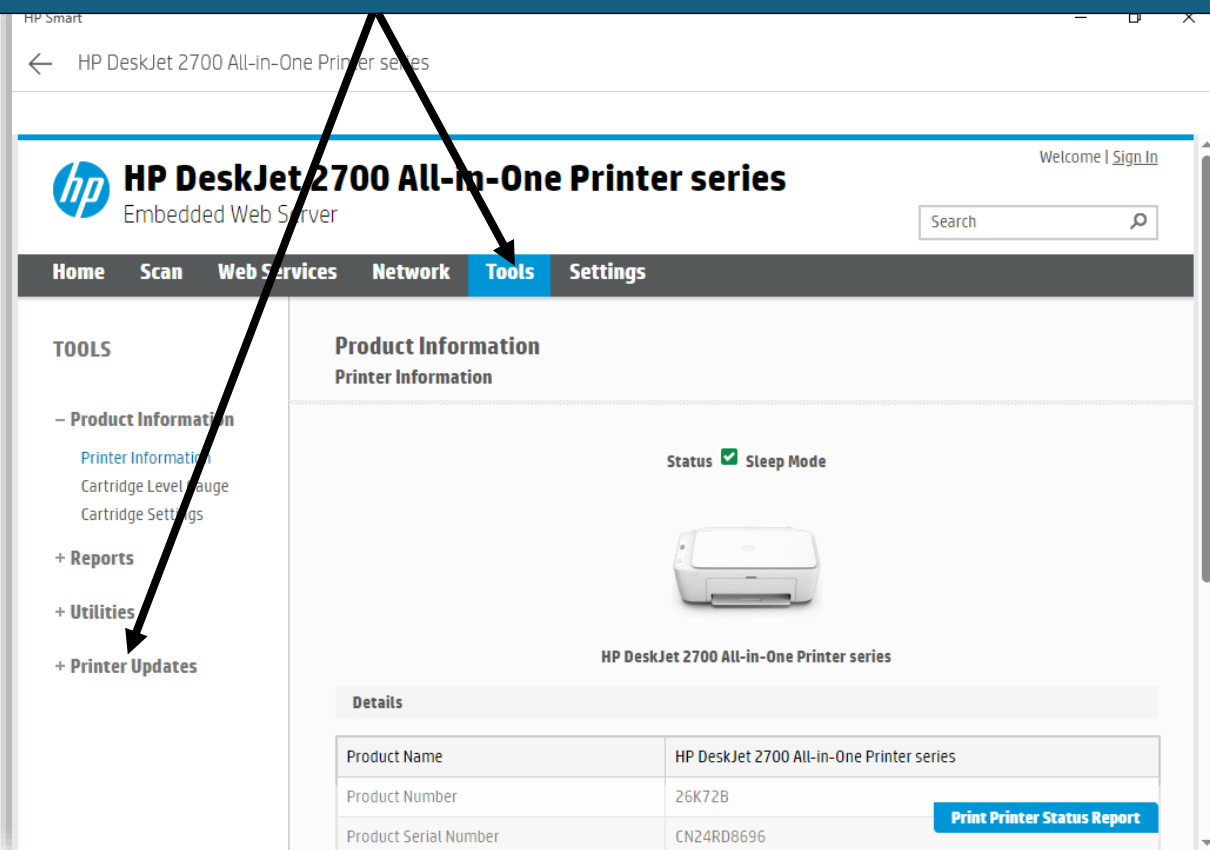 HP Smart
HP DeskJet 2700 All-in-One Printer series
Welcome | Sign In
hp
HP DeskJet 2700 All-in-One Printer series
Embedded Web Server
Search
Home Scan Web Services Network Tools Settings
TOOLS
– Product Information
Printer Information
Cartridge Level Gauge
Cartridge Settings
+ Reports
+ Utilities
+ Printer Updates
Product Information
Printer Information
Status Sleep Mode
HP DeskJet 2700 All-in-One Printer series
Details
Product Name HP DeskJet 2700 All-in-One Printer series
Product Number 26K72B
Product Serial Number CN24RD8696
Print Printer Status Report